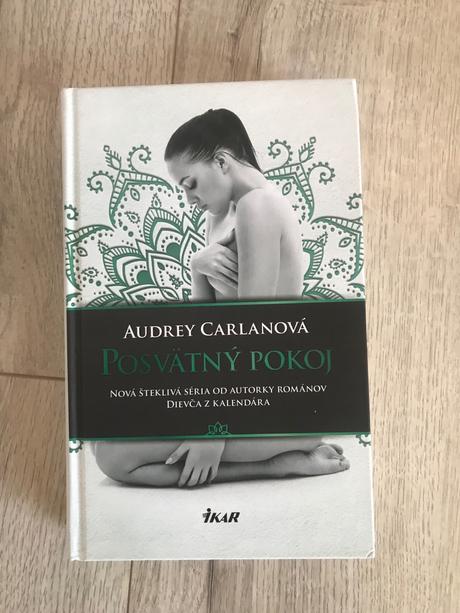 AUDREY CARLANOVÁ
POSVÄTNÝ POKOJ
NOVÁ ŠTEKLIVÁ SÉRIA OD AUTORKY ROMÁNOV
DIEVČA Z KALENDÁRA
IKAR